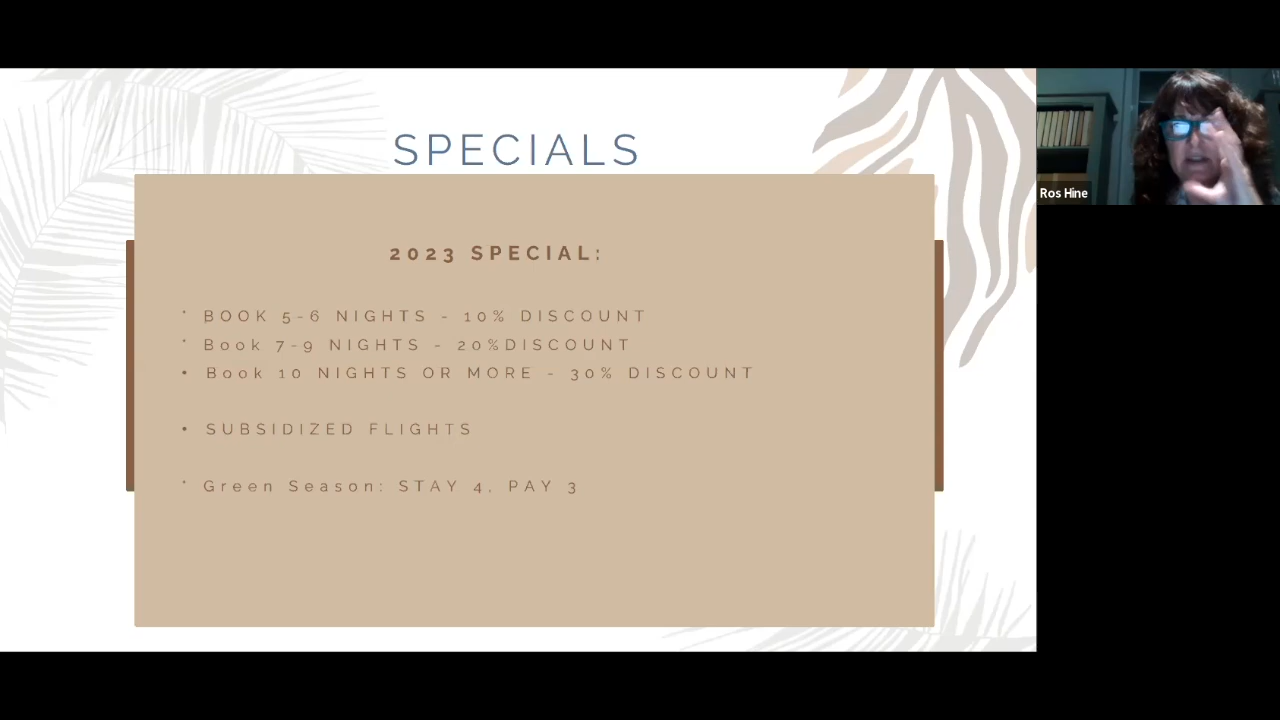 SPECIALS
2023 SPECIAL:
* BOOK 5-6 NIGHTS - 10% DISCOUNT
* Book 7-9 NIGHTS - 20%DISCOUNT
• Book 10 NIGHTS OR MORE - 30% DISCOUNT
• SUBSIDIZED FLIGHTS
* Green Season: STAY 4, PAY 3
Ros Hine